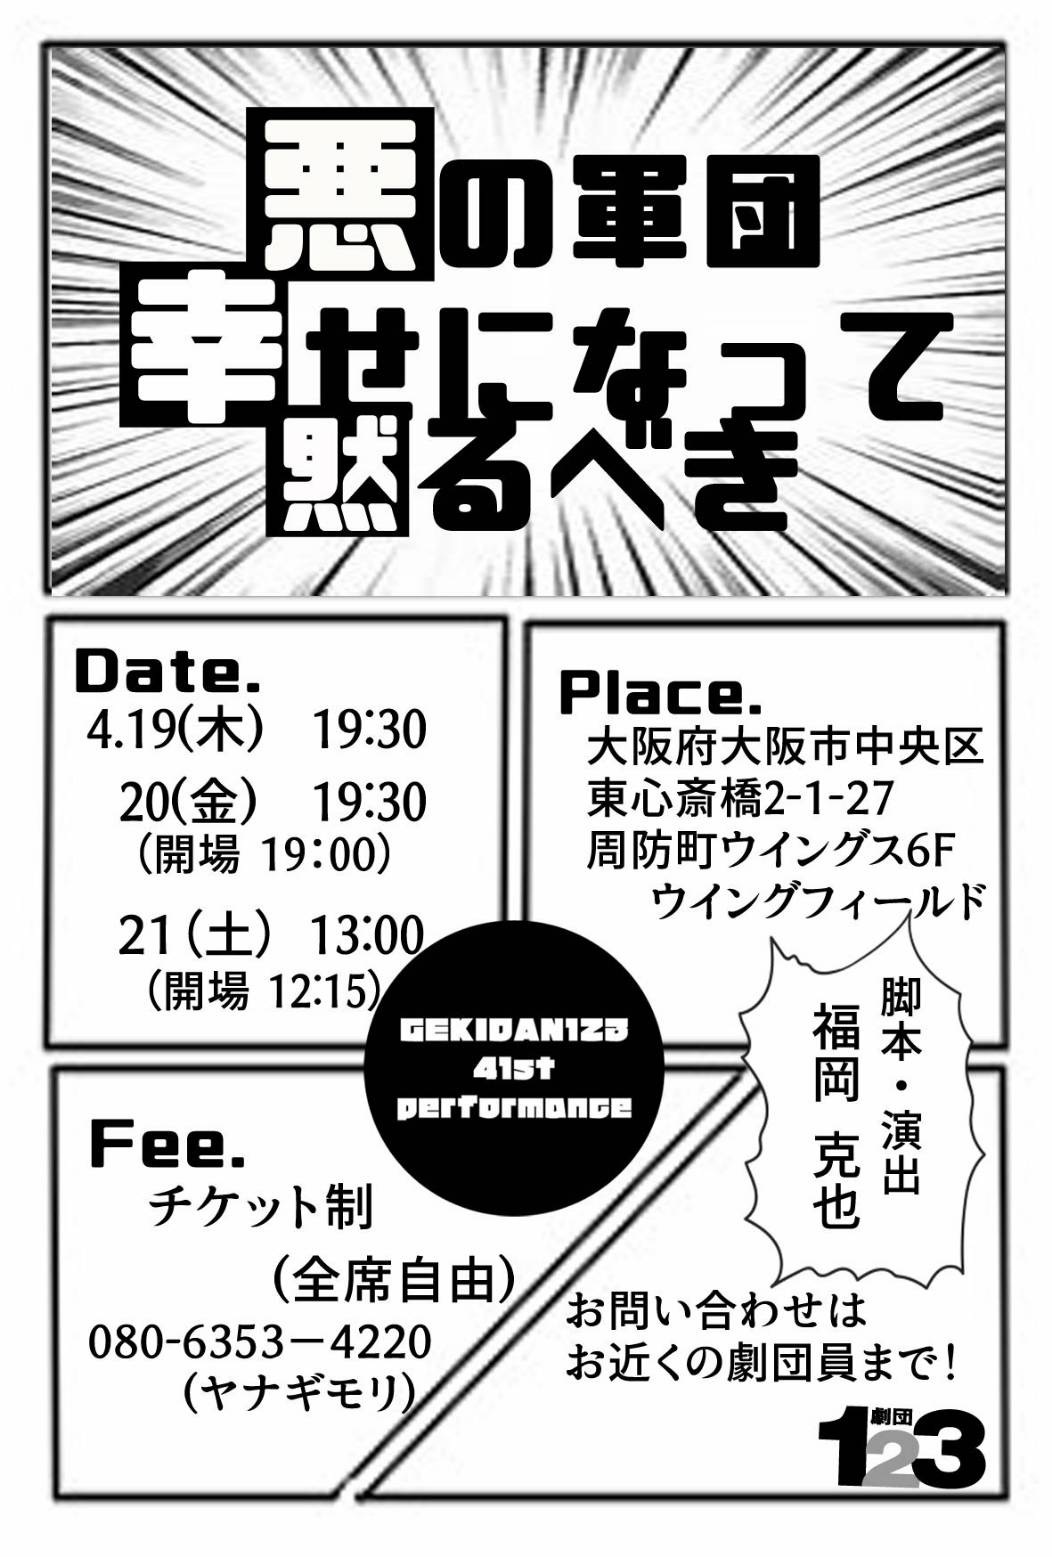 悪の軍団
幸せになって
黙るべき
Date.
4.19(木) 19:30
20(金) 19:30
(開場 19:00)
21(土) 13:00
(開場 12:15)
Place.
大阪府大阪市中央区
東心斎橋2-1-27
周防町ウイングス6F
ウイングフィールド
GEKIDAN123
41st
performance
脚本・演出
福岡 克也
Fee.
チケット制
(全席自由)
080-6353－4220
(ヤナギモリ)
お問い合わせは
お近くの劇団員まで!
劇団
123